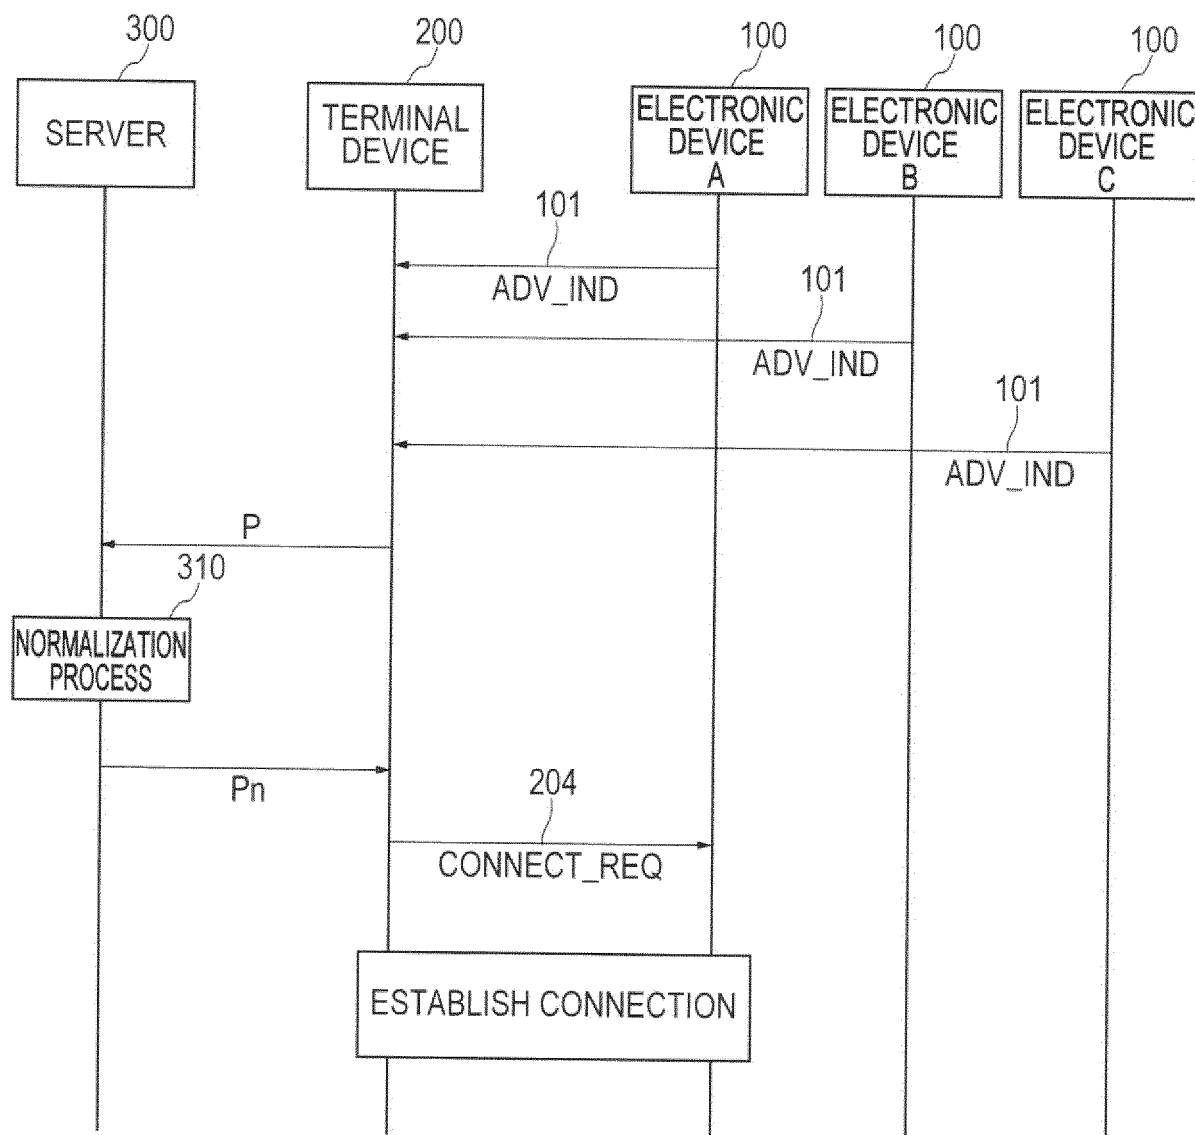 300
200
100
100
100
SERVER
TERMINAL
DEVICE
ELECTRONIC
DEVICE
A
ELECTRONIC
DEVICE
B
ELECTRONIC
DEVICE
C
101
ADV_IND
101
ADV_IND
101
ADV_IND
P
310
NORMALIZATION
PROCESS
Pn
204
CONNECT_REQ
ESTABLISH CONNECTION